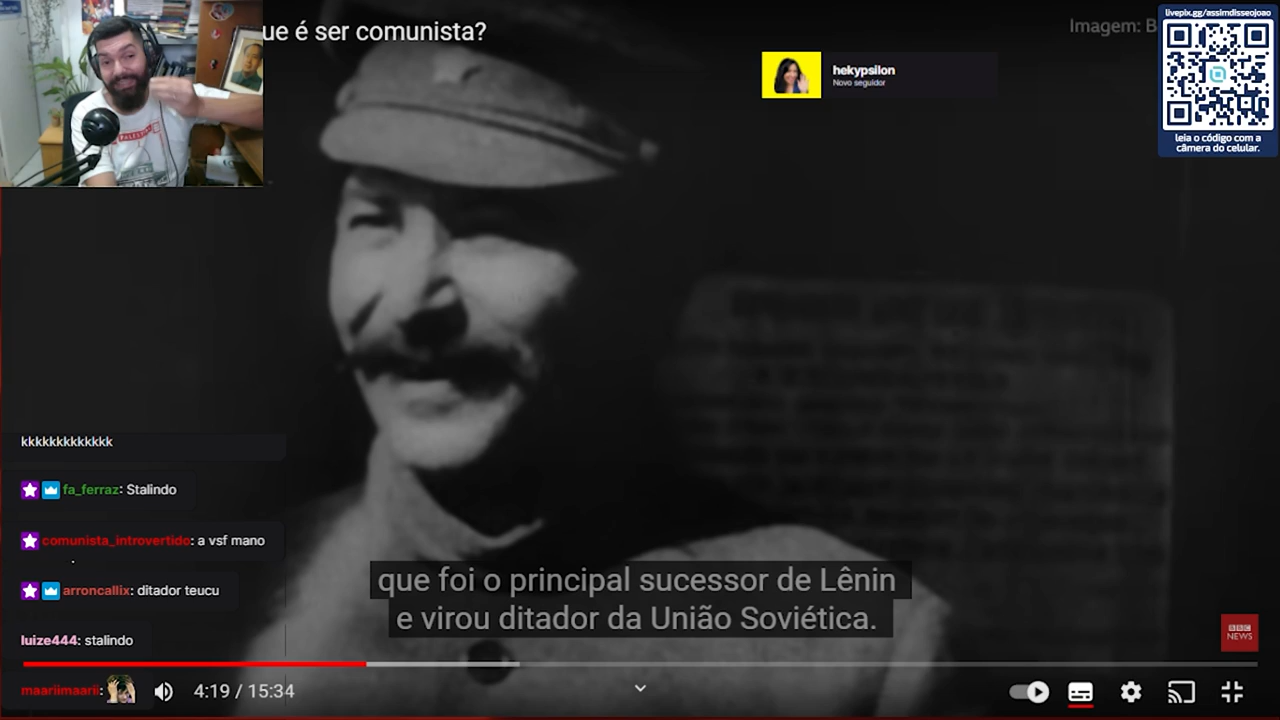 ue é ser comunista?
Imagem: B
livepix.gg/assimdisseojoao
hekypsilon
Novo seguidor
leia o código com a
câmera do celular.
kkkkkkkkkkkkk
fa_ferraz: Stalindo
comunista_introvertido: a vsf mano
arroncallix: ditador teucu
luize444: stalindo
que foi o principal sucessor de Lênin
e virou ditador da União Soviética.
BBC
NEWS
maariimaarii:
4:19 / 15:34